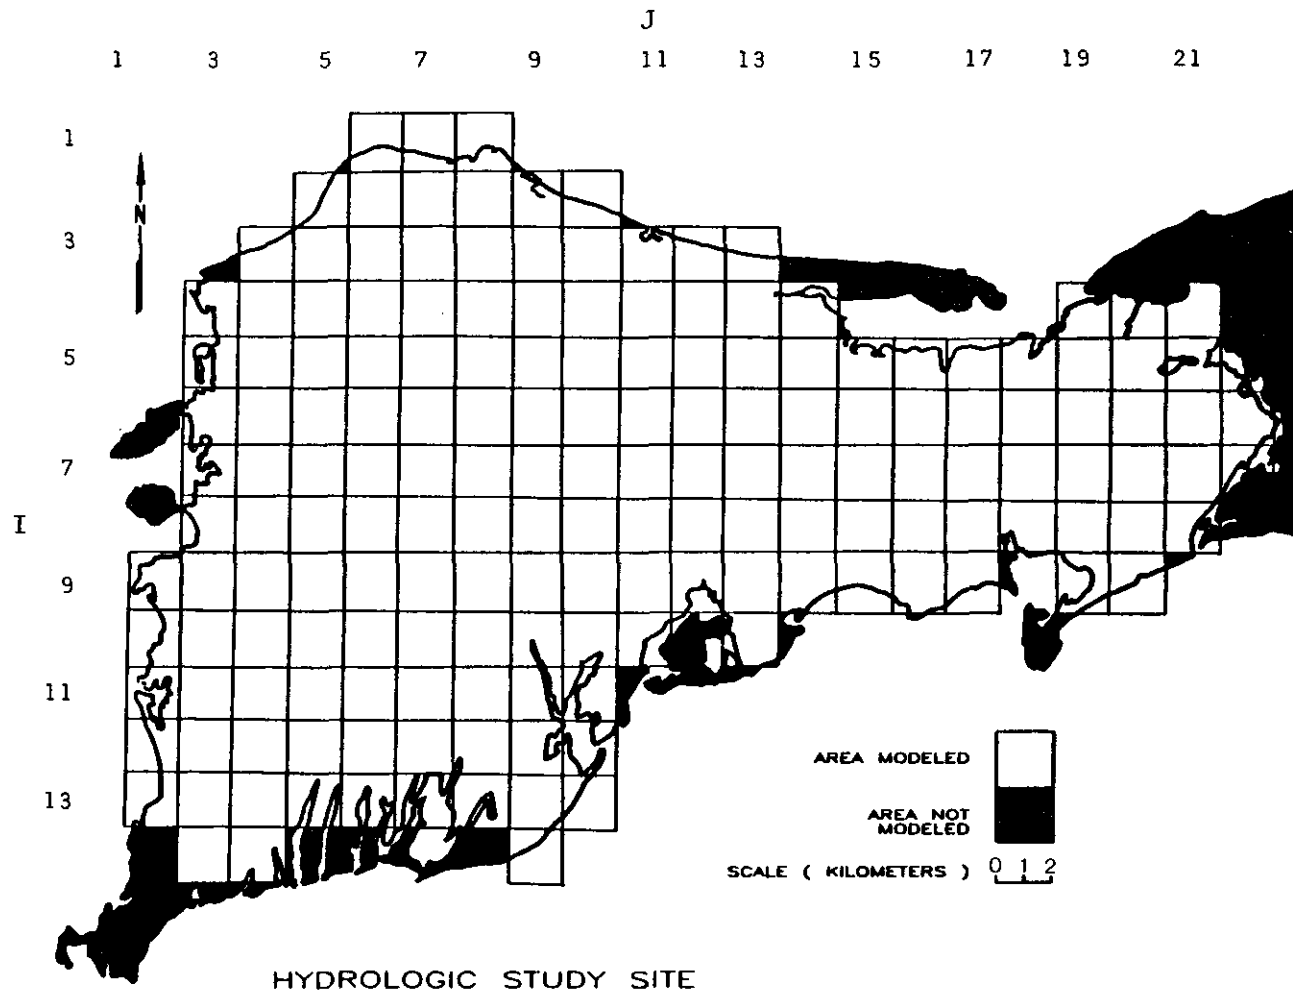 J
1 3 5 7 9 11 13 15 17 19 21
1
N
3
5
7
I
9
11
13
AREA MODELED
AREA NOT
MODELED
SCALE ( KILOMETERS ) 0 1 2
HYDROLOGIC STUDY SITE